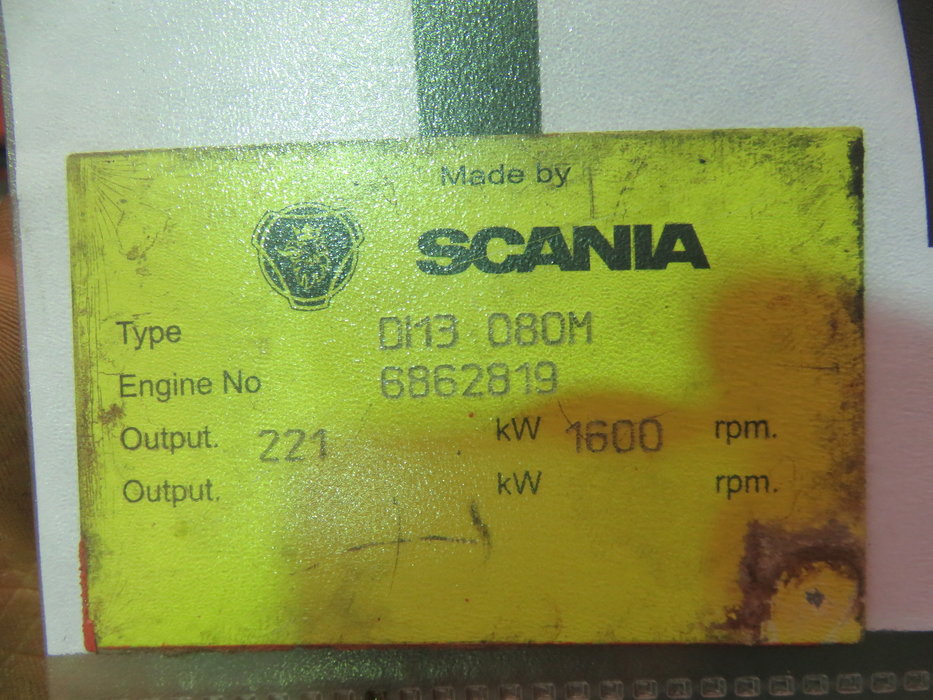 Made by
SCANIA
Type DI13 080M
Engine No 6862819
Output. 221 kW 1600 rpm.
Output. kW rpm.